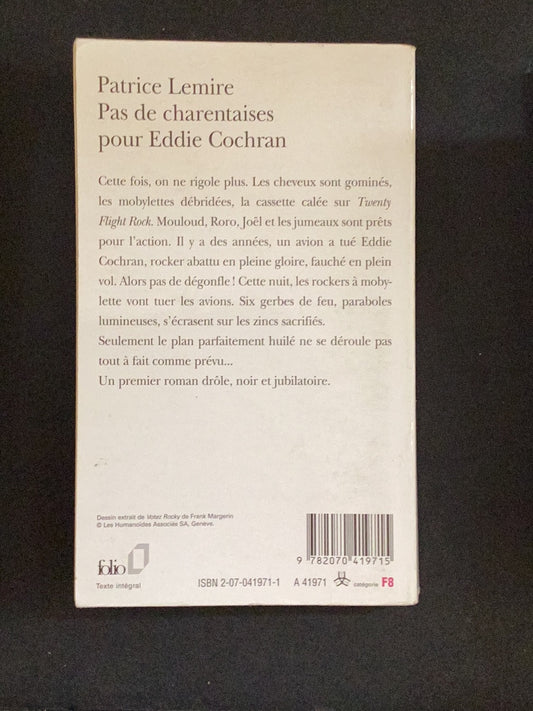 Patrice Lemire
Pas de charentaises
pour Eddie Cochran
Cette fois, on ne rigole plus. Les cheveux sont gominés,
les mobylettes débridées, la cassette calée sur Twenty
Flight Rock. Mouloud, Roro, Joël et les jumeaux sont prêts
pour l'action. Il y a des années, un avion a tué Eddie
Cochran, rocker abattu en pleine gloire, fauché en plein
vol. Alors pas de dégonfle ! Cette nuit, les rockers à moby-
lette vont tuer les avions. Six gerbes de feu, paraboles
lumineuses, s'écrasent sur les zincs sacrifiés.
Seulement le plan parfaitement huilé ne se déroule pas
tout à fait comme prévu...
Un premier roman drôle, noir et jubilatoire.
Dessin extrait de Votez Rocky de Frank Margerin
© Les Humanoïdes Associés SA, Genève.
9 782070 419715
folio
Texte intégral
ISBN 2-07-041971-1 A 41971 catégorie F8